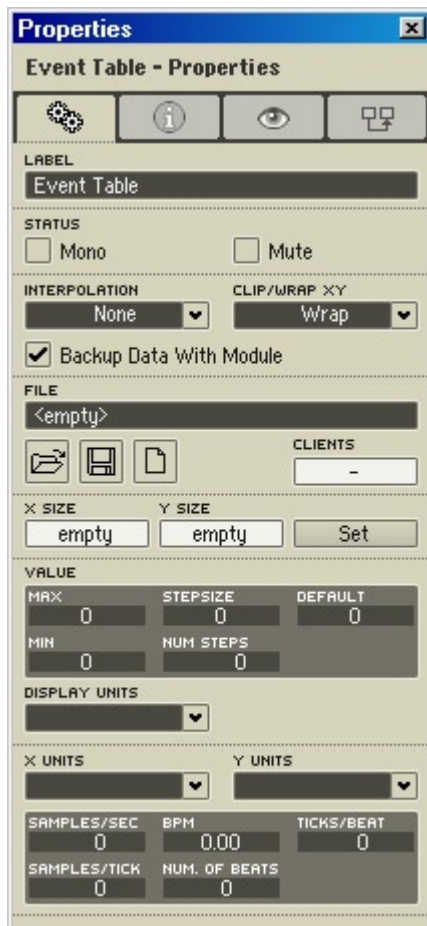 Properties
Event Table - Properties
LABEL
Event Table
STATUS
Mono Mute
INTERPOLATION CLIP/WRAP XY
None Wrap
Backup Data With Module
FILE
<empty>
CLIENTS
-
X SIZE Y SIZE
empty empty Set
VALUE
MAX STEPSIZE DEFAULT
0 0 0
MIN NUM STEPS
0 0
DISPLAY UNITS
X UNITS Y UNITS
SAMPLES/SEC BPM TICKS/BEAT
0 0.00 0
SAMPLES/TICK NUM. OF BEATS
0 0